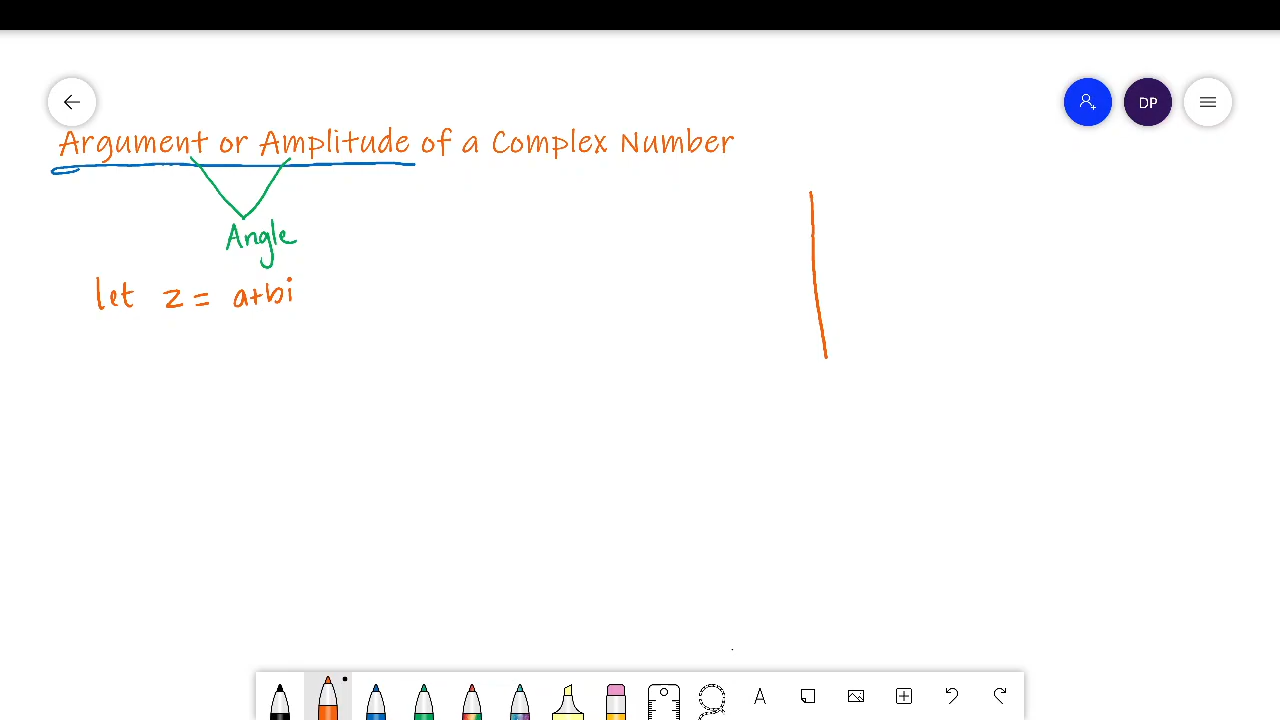 DP
Argument or Amplitude of a Complex Number
Angle
let z = a+bi
A